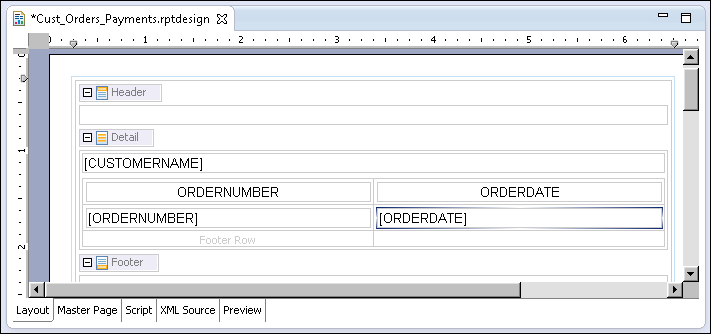 *Cust_Orders_Payments.rptdesign
0 1 2 3 4 5 6
0
1
2
Header
Detail
[CUSTOMERNAME]
ORDERNUMBER ORDERDATE
[ORDERNUMBER] [ORDERDATE]
Footer Row
Footer
Layout Master Page Script XML Source Preview